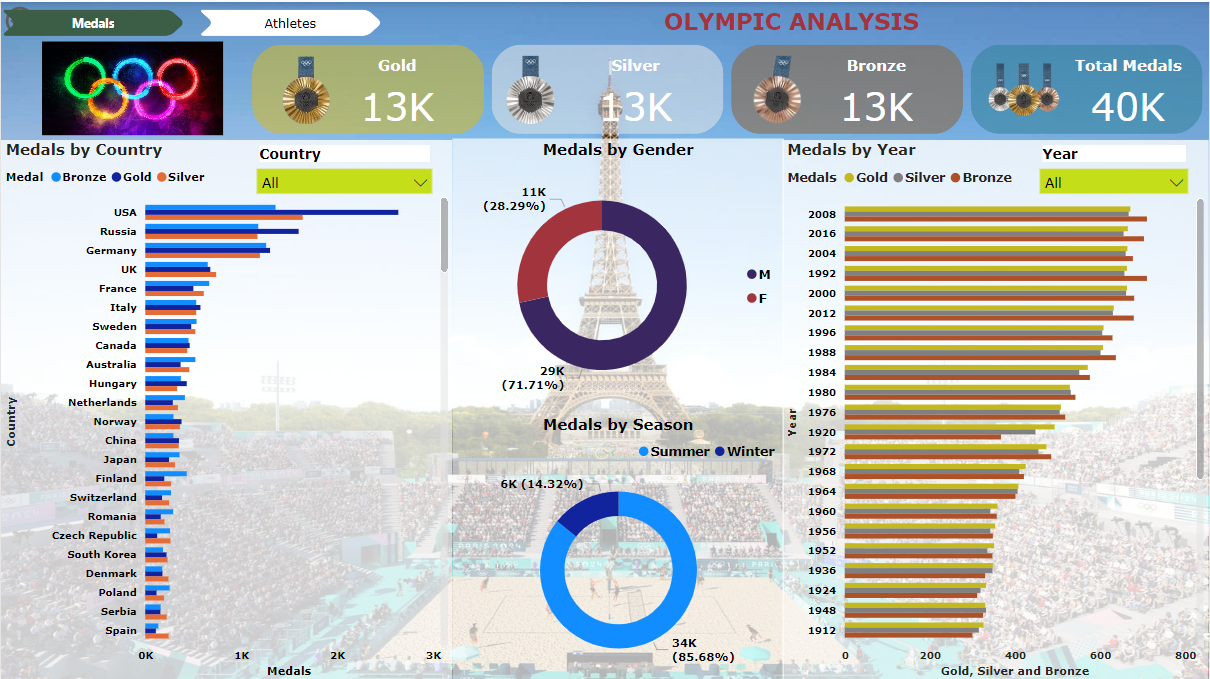 Medals
Athletes
OLYMPIC ANALYSIS
Gold
13K
Silver
13K
Bronze
13K
Total Medals
40K
Medals by Country
Country
Medal Bronze Gold Silver
All
Country
USA
Russia
Germany
UK
France
Italy
Sweden
Canada
Australia
Hungary
Netherlands
Norway
China
Japan
Finland
Switzerland
Romania
Czech Republic
South Korea
Denmark
Poland
Serbia
Spain
0K 1K 2K 3K
Medals
Medals by Gender
11K
(28.29%)
M
F
29K
(71.71%)
Medals by Season
Summer Winter
6K (14.32%)
34K
(85.68%)
Medals by Year
Year
Medals Gold Silver Bronze
All
Year
2008
2016
2004
1992
2000
2012
1996
1988
1984
1980
1976
1920
1972
1968
1964
1960
1956
1952
1936
1924
1948
1912
0 200 400 600 800
Gold, Silver and Bronze